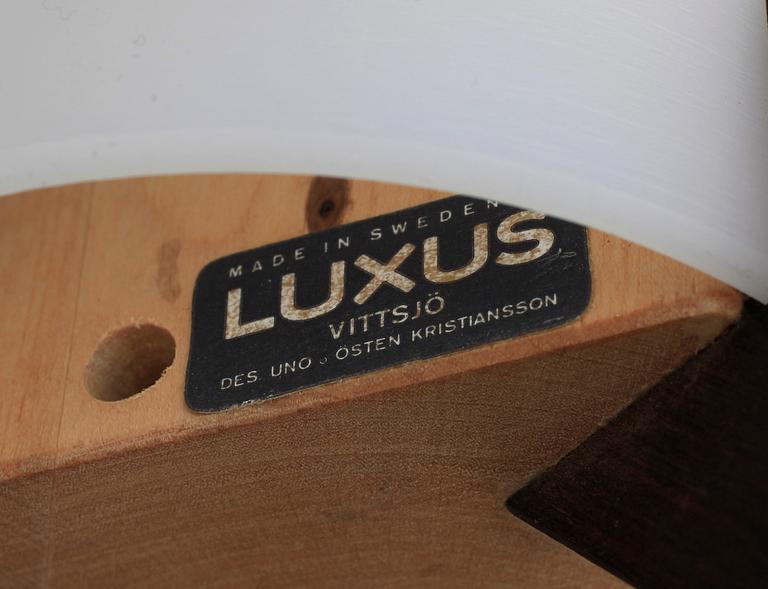 MADE IN SWEDEN
LUXUS
VITTSJÖ
DES. UNO o ÖSTEN KRISTIANSSON